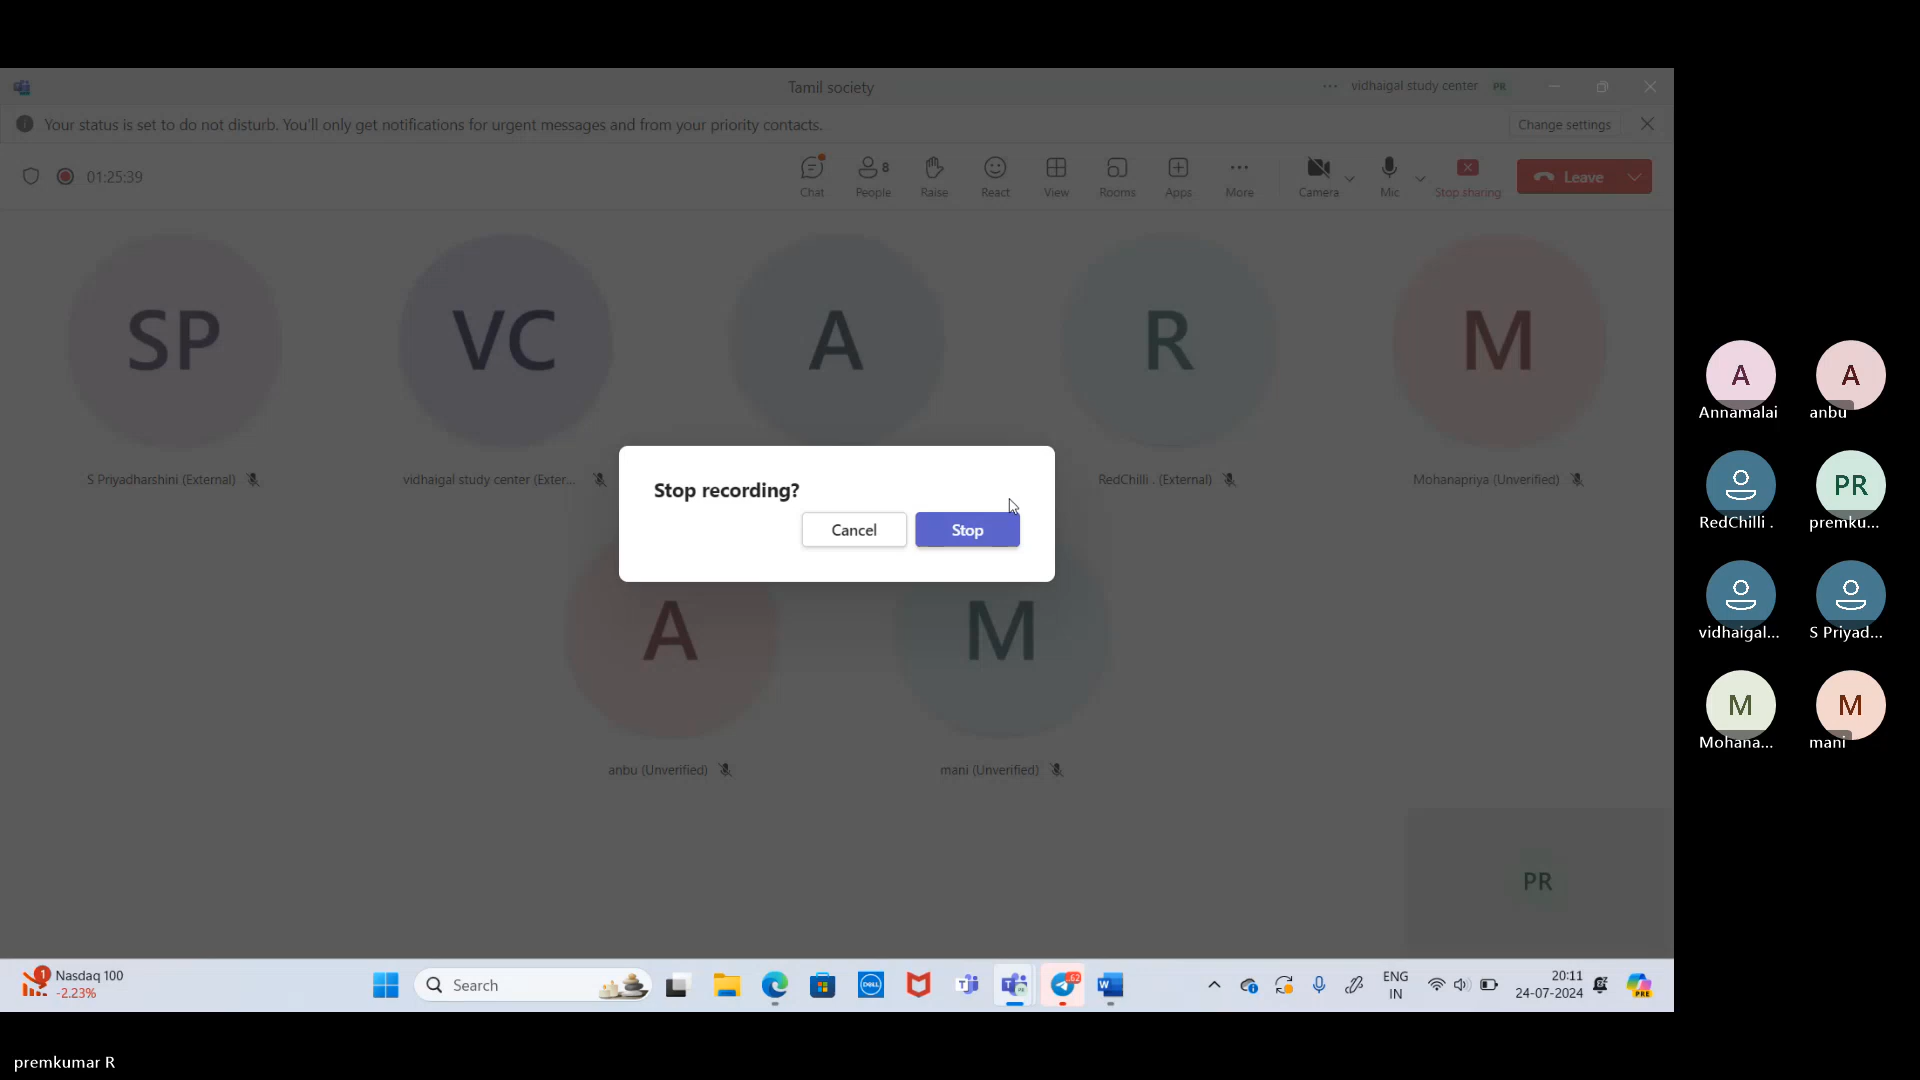 Tamil society
vidhaigal study center PR
Your status is set to do not disturb. You'll only get notifications for urgent messages and from your priority contacts.
Change settings
01:25:39
Chat
People 8
Raise
React
View
Rooms
Apps
More
Camera
Mic
Stop sharing
Leave
SP
VC
A
R
M
S Priyadharshini (External)
vidhaigal study center (Exter...
RedChilli . (External)
Mohanapriya (Unverified)
Stop recording?
Cancel
Stop
A
M
anbu (Unverified)
mani (Unverified)
PR
A
Annamalai
A
anbu
RedChilli .
PR
premku...
vidhaigal...
S Priyad...
M
Mohana...
M
mani
1
Nasdaq 100
-2.23%
Search
DELL
62
W
ENG
IN
20:11
24-07-2024
PRE
premkumar R